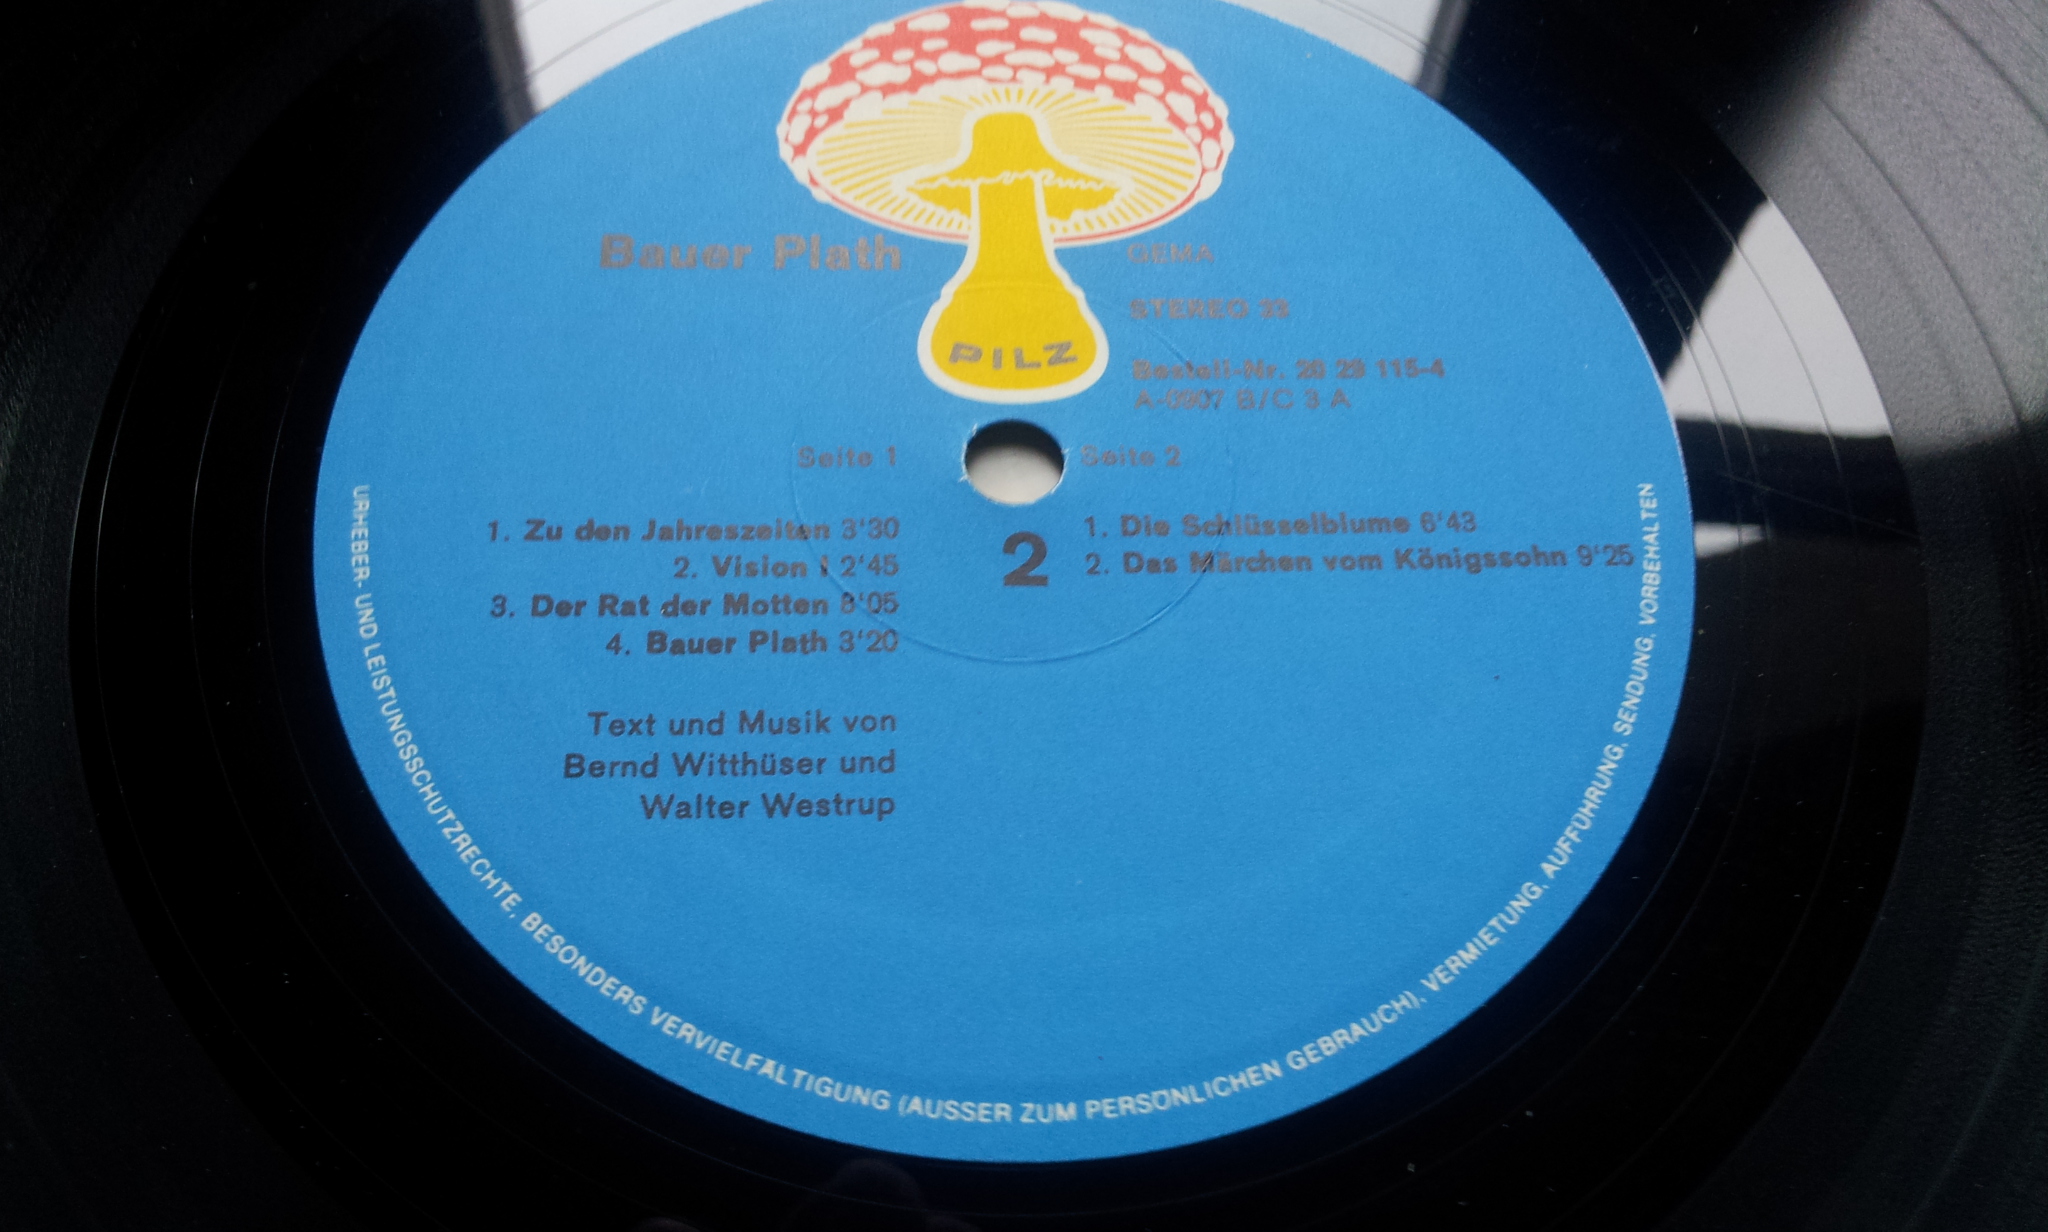 Bauer Plath
PILZ
GEMA
STEREO 33
Bestell-Nr. 20 29 115-4
A-0907 B/C 3 A
Seite 1
1. Zu den Jahreszeiten 3'30
2. Vision I 2'45
3. Der Rat der Motten 8'05
4. Bauer Plath 3'20
Text und Musik von
Bernd Witthüser und
Walter Westrup
2
Seite 2
1. Die Schlüsselblume 6'43
2. Das Märchen vom Königssohn 9'25
URHEBER- UND LEISTUNGSSCHUTZRECHTE, BESONDERS VERVIELFÄLTIGUNG (AUSSER ZUM PERSÖNLICHEN GEBRAUCH), VERMIETUNG, AUFFÜHRUNG, SENDUNG, VORBEHALTEN